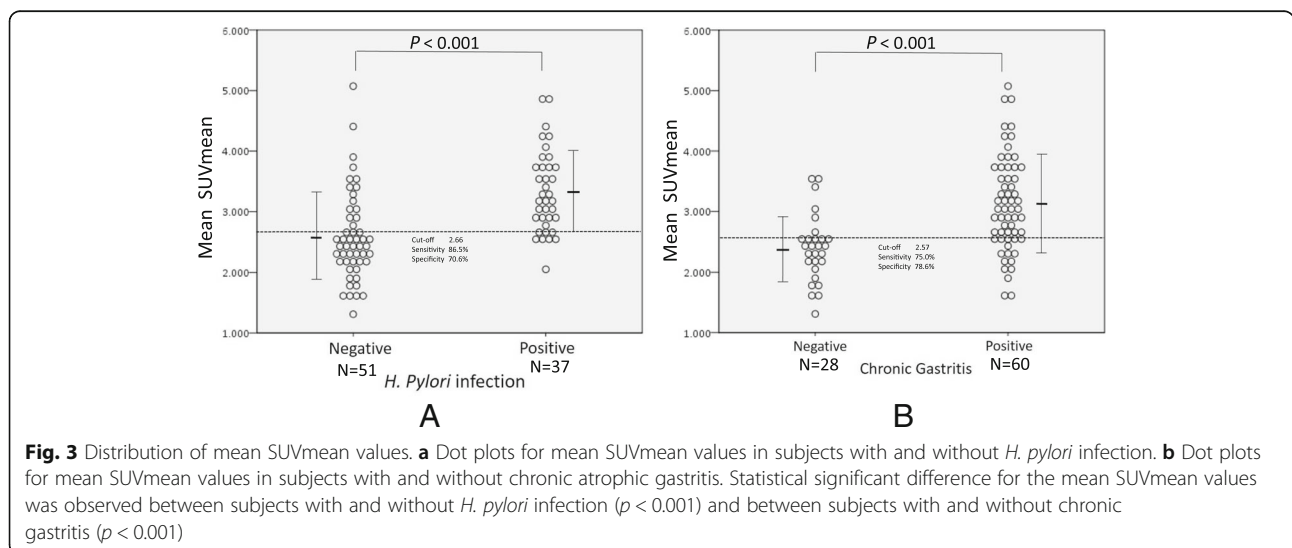 6.000
5.000
4.000
3.000
2.000
1.000
Mean SUVmean
P < 0.001
Cut-off 2.66
Sensitivity 86.5%
Specificity 70.6%
Negative Positive
N=51 N=37
H. Pylori infection
A
6.000
5.000
4.000
3.000
2.000
1.000
Mean SUVmean
P < 0.001
Cut-off 2.57
Sensitivity 75.0%
Specificity 78.6%
Negative Positive
N=28 Chronic Gastritis N=60
B
Fig. 3 Distribution of mean SUVmean values. a Dot plots for mean SUVmean values in subjects with and without H. pylori infection. b Dot plots
for mean SUVmean values in subjects with and without chronic atrophic gastritis. Statistical significant difference for the mean SUVmean values
was observed between subjects with and without H. pylori infection (p < 0.001) and between subjects with and without chronic
gastritis (p < 0.001)